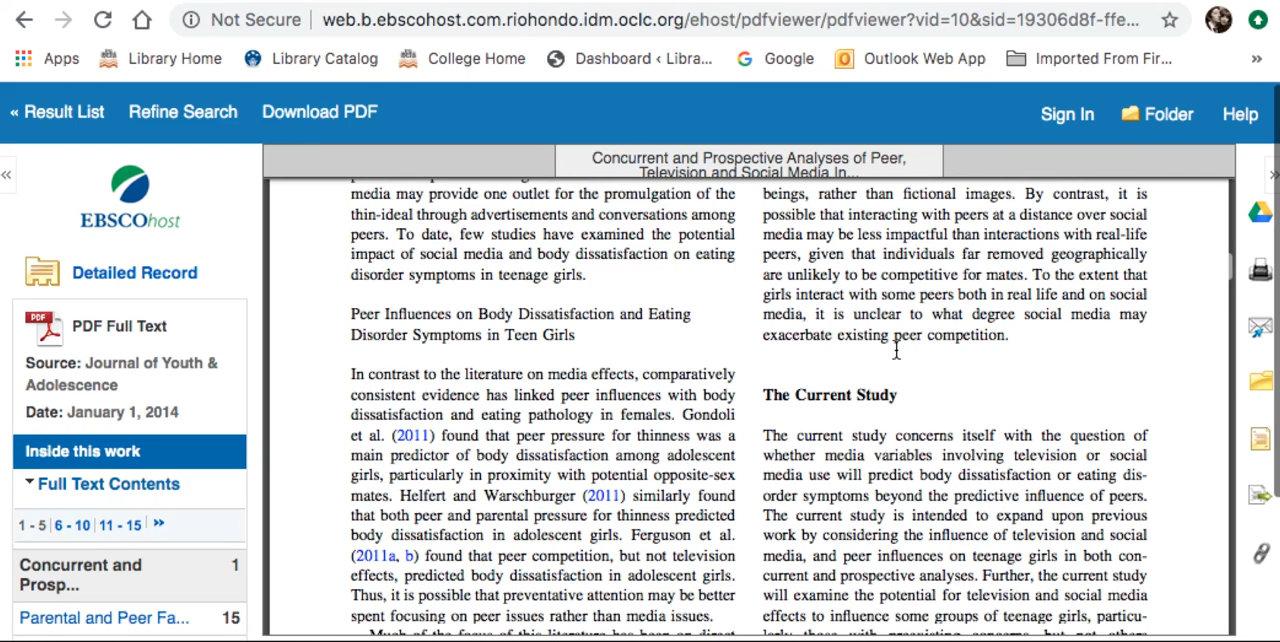 Not Secure
web.b.ebscohost.com.riohondo.idm.oclc.org/ehost/pdfviewer/pdfviewer?vid=10&sid=19306d8f-ffe...
Apps
Library Home
Library Catalog
College Home
Dashboard ‹ Libra...
Google
Outlook Web App
Imported From Fir...
»
« Result List
Refine Search
Download PDF
Sign In
Folder
Help
EBSCOhost
Detailed Record
PDF Full Text
Source: Journal of Youth &
Adolescence
Date: January 1, 2014
Inside this work
Full Text Contents
1 - 5 | 6 - 10 | 11 - 15 | »
Concurrent and
Prosp...
1
Parental and Peer Fa...
15
Concurrent and Prospective Analyses of Peer,
Television and Social Media In...
media may provide one outlet for the promulgation of the
thin-ideal through advertisements and conversations among
peers. To date, few studies have examined the potential
impact of social media and body dissatisfaction on eating
disorder symptoms in teenage girls.
Peer Influences on Body Dissatisfaction and Eating
Disorder Symptoms in Teen Girls
In contrast to the literature on media effects, comparatively
consistent evidence has linked peer influences with body
dissatisfaction and eating pathology in females. Gondoli
et al. (2011) found that peer pressure for thinness was a
main predictor of body dissatisfaction among adolescent
girls, particularly in proximity with potential opposite-sex
mates. Helfert and Warschburger (2011) similarly found
that both peer and parental pressure for thinness predicted
body dissatisfaction in adolescent girls. Ferguson et al.
(2011a, b) found that peer competition, but not television
effects, predicted body dissatisfaction in adolescent girls.
Thus, it is possible that preventative attention may be better
spent focusing on peer issues rather than media issues.
Much of the focus of this literature has been on direct
beings, rather than fictional images. By contrast, it is
possible that interacting with peers at a distance over social
media may be less impactful than interactions with real-life
peers, given that individuals far removed geographically
are unlikely to be competitive for mates. To the extent that
girls interact with some peers both in real life and on social
media, it is unclear to what degree social media may
exacerbate existing peer competition.
The Current Study
The current study concerns itself with the question of
whether media variables involving television or social
media use will predict body dissatisfaction or eating dis-
order symptoms beyond the predictive influence of peers.
The current study is intended to expand upon previous
work by considering the influence of television and social
media, and peer influences on teenage girls in both con-
current and prospective analyses. Further, the current study
will examine the potential for television and social media
effects to influence some groups of teenage girls, particu-
larly those with preexisting concerns, but not others